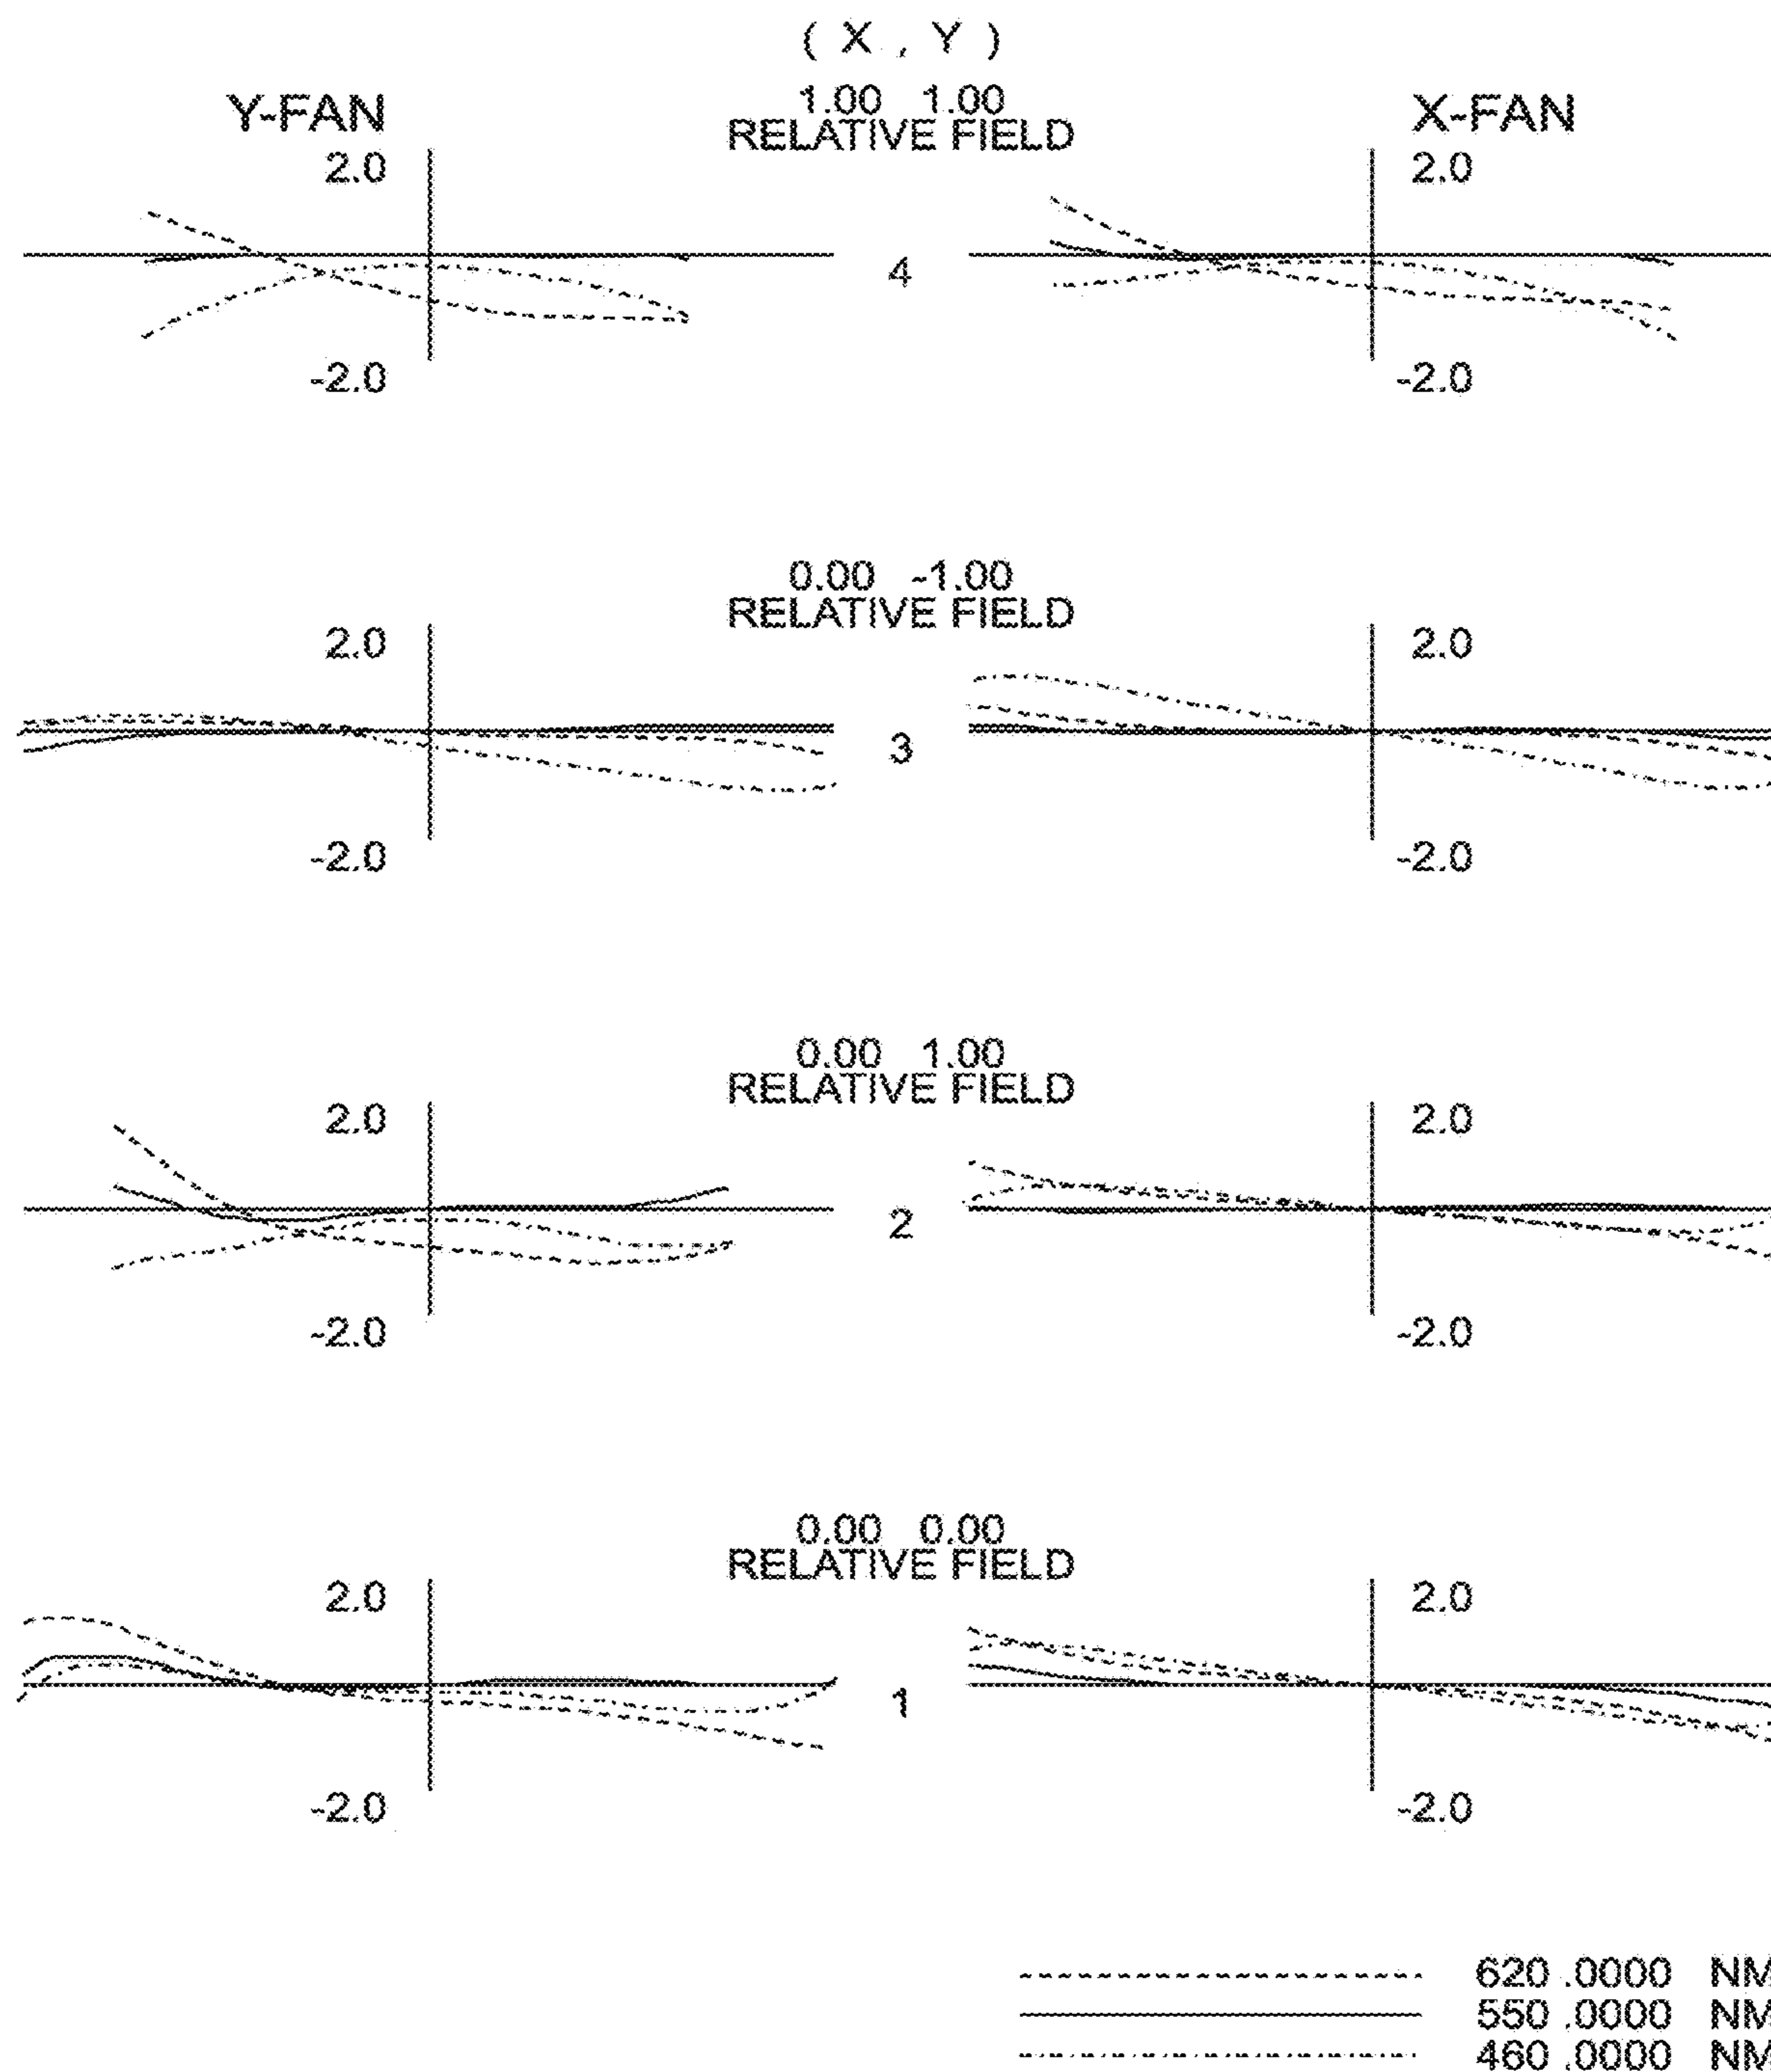 ( X , Y )
Y-FAN 1.00 1.00 X-FAN
RELATIVE FIELD
2.0 2.0
4
-2.0 -2.0
0.00 -1.00
RELATIVE FIELD
2.0 2.0
3
-2.0 -2.0
0.00 1.00
RELATIVE FIELD
2.0 2.0
2
-2.0 -2.0
0.00 0.00
RELATIVE FIELD
2.0 2.0
1
-2.0 -2.0
620 .0000 NM
550 .0000 NM
460 .0000 NM